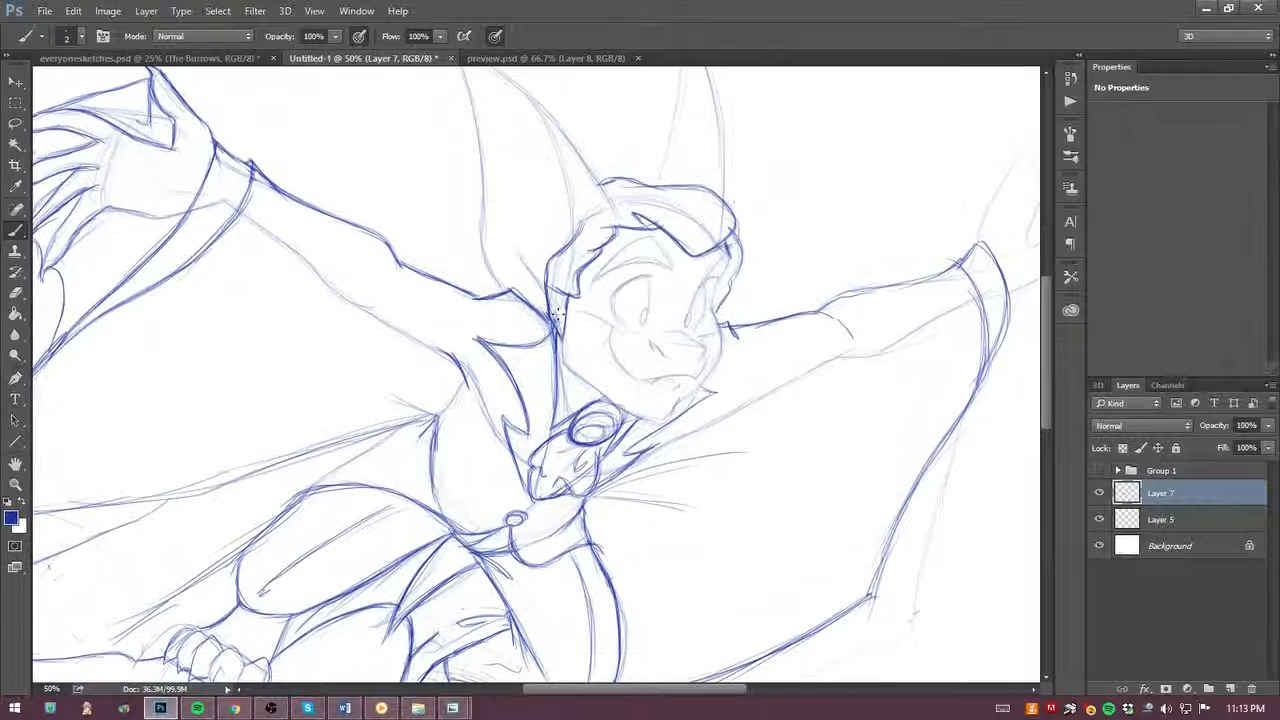 Ps File Edit Image Layer Type Select Filter 3D View Window Help
2 Mode: Normal Opacity: 100% Flow: 100% 3D
everyonesketches.psd @ 25% (The Burrows, RGB/8) * × Untitled-1 @ 50% (Layer 7, RGB/8) * × preview.psd @ 66.7% (Layer 8, RGB/8) ×
Properties
No Properties
3D Layers Channels
Kind
Normal Opacity: 100%
Lock: Fill: 100%
Group 1
Layer 7
Layer 5
Background
50% Doc: 36.3M/99.9M
11:13 PM